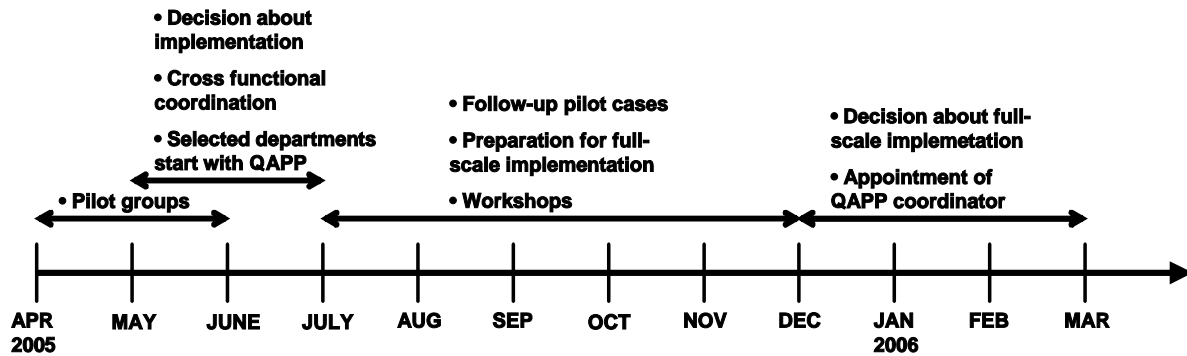 • Decision about
implementation
• Cross functional
coordination
• Selected departments
start with QAPP
• Pilot groups
• Follow-up pilot cases
• Preparation for full-
scale implementation
• Workshops
• Decision about full-
scale implemetation
• Appointment of
QAPP coordinator
APR
2005
MAY
JUNE
JULY
AUG
SEP
OCT
NOV
DEC
JAN
2006
FEB
MAR